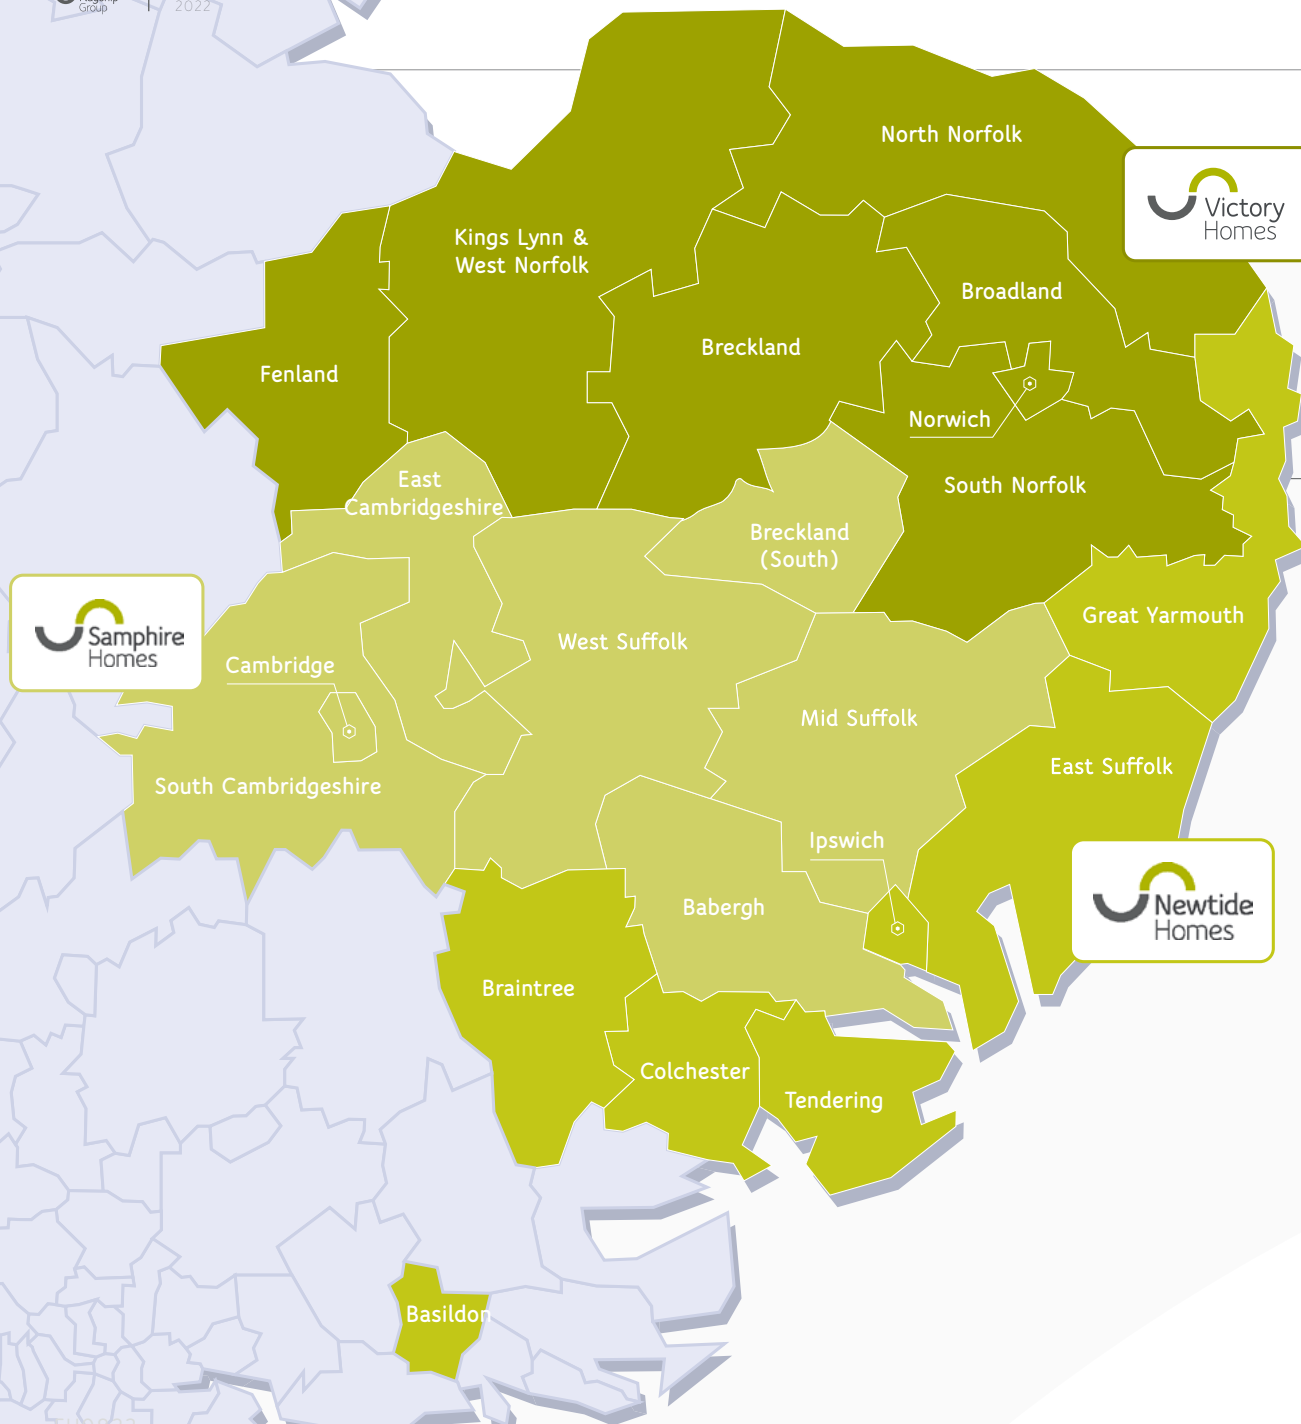 Group
2022
North Norfolk
Victory
Homes
Kings Lynn &
West Norfolk
Broadland
Breckland
Fenland
Norwich
East
Cambridgeshire
South Norfolk
Breckland
(South)
Great Yarmouth
Samphire
Homes
Cambridge
West Suffolk
Mid Suffolk
East Suffolk
South Cambridgeshire
Ipswich
Newtide
Homes
Babergh
Braintree
Colchester
Tendering
Basildon